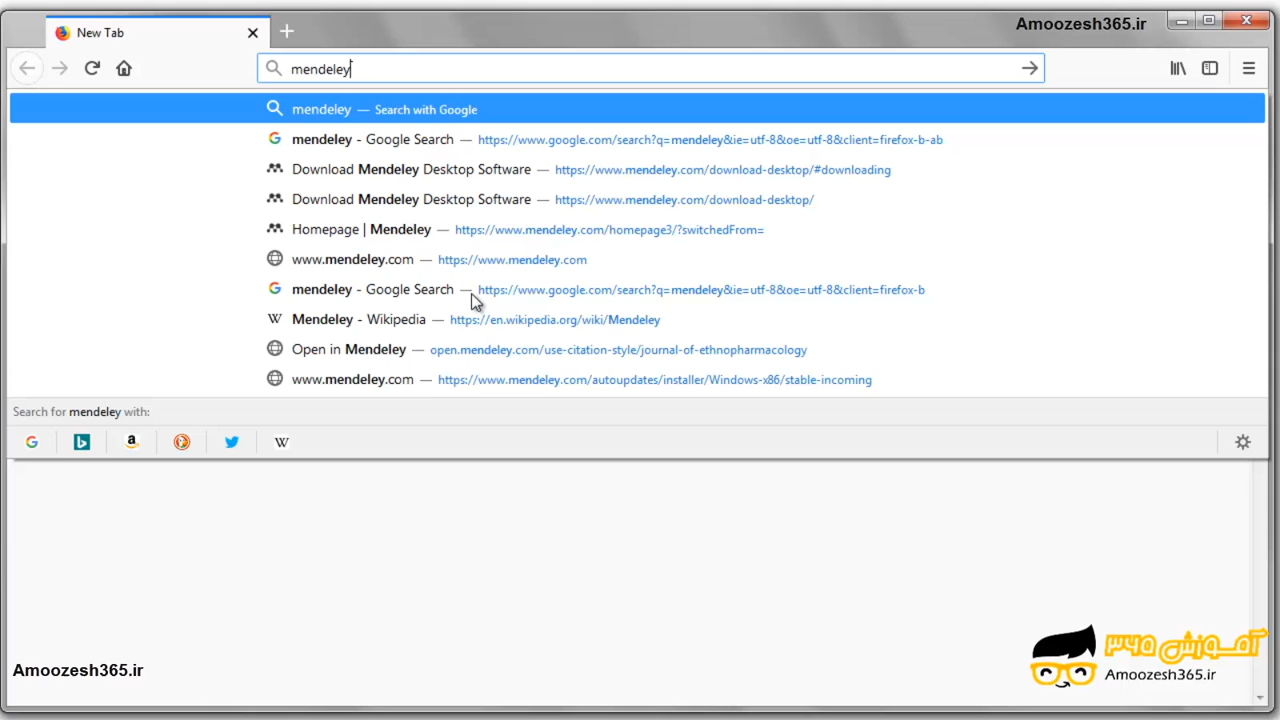 New Tab
Amoozesh365.ir
mendeley
mendeley — Search with Google
mendeley - Google Search — https://www.google.com/search?q=mendeley&ie=utf-8&oe=utf-8&client=firefox-b-ab
Download Mendeley Desktop Software — https://www.mendeley.com/download-desktop/#downloading
Download Mendeley Desktop Software — https://www.mendeley.com/download-desktop/
Homepage | Mendeley — https://www.mendeley.com/homepage3/?switchedFrom=
www.mendeley.com — https://www.mendeley.com
mendeley - Google Search — https://www.google.com/search?q=mendeley&ie=utf-8&oe=utf-8&client=firefox-b
W Mendeley - Wikipedia — https://en.wikipedia.org/wiki/Mendeley
Open in Mendeley — open.mendeley.com/use-citation-style/journal-of-ethnopharmacology
www.mendeley.com — https://www.mendeley.com/autoupdates/installer/Windows-x86/stable-incoming
Search for mendeley with:
G b a W
آموزش ۳۶۵
Amoozesh365.ir
Amoozesh365.ir